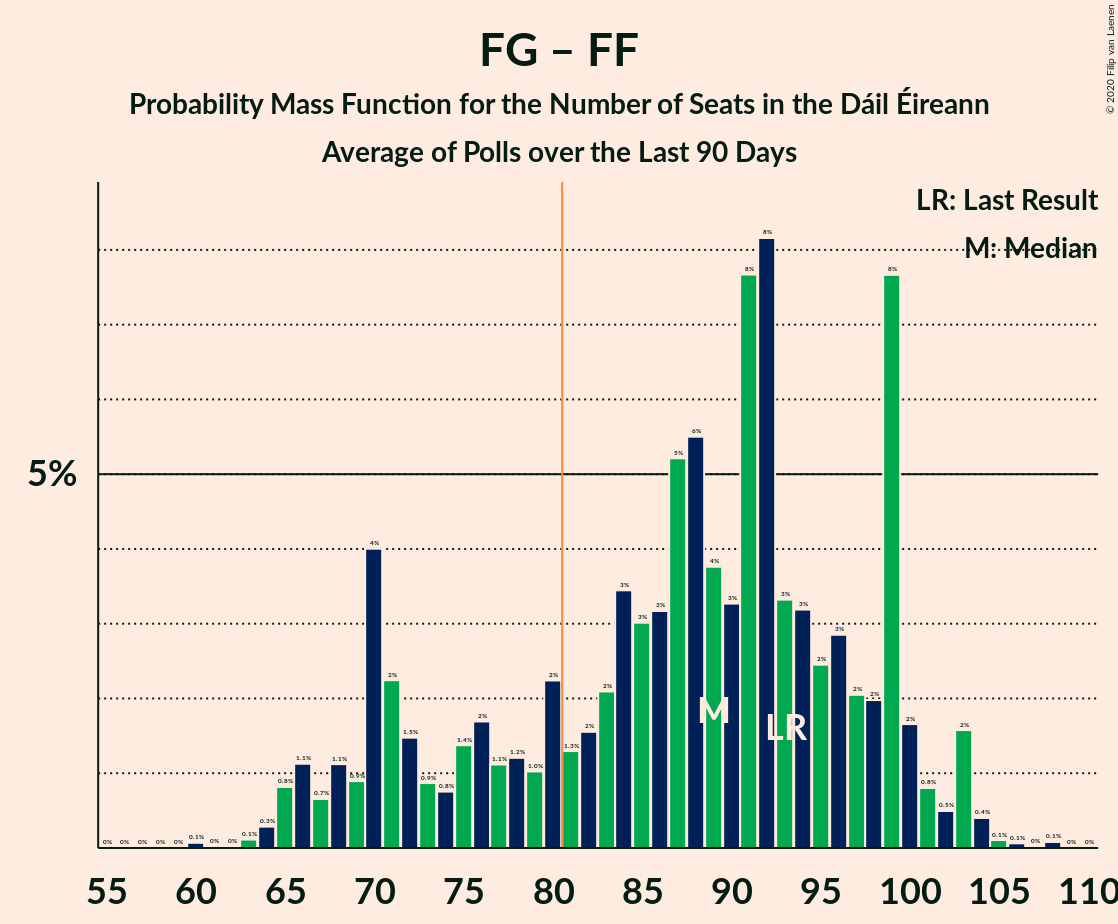 FG – FF
Probability Mass Function for the Number of Seats in the Dáil Éireann
Average of Polls over the Last 90 Days
© 2020 Filip van Laenen
LR: Last Result
M: Median
5%
0% 0% 0% 0% 0% 0.1% 0% 0% 0.1% 0.3% 0.8% 1.1% 0.7% 1.1% 0.9% 4% 2% 1.5% 0.9% 0.8% 1.4% 2% 1.1% 1.2% 1.0% 2% 1.3% 2% 2% 3% 3% 3% 5% 6% 4% 3% 8% 8% 3% 3% 2% 3% 2% 2% 8% 2% 0.8% 0.5% 2% 0.4% 0.1% 0.1% 0% 0.1% 0% 0%
M
LR
55 60 65 70 75 80 85 90 95 100 105 110